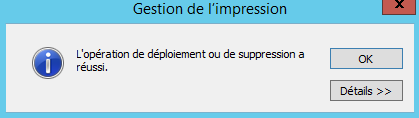 Gestion de l'impression
L'opération de déploiement ou de suppression a
réussi.
OK
Détails >>